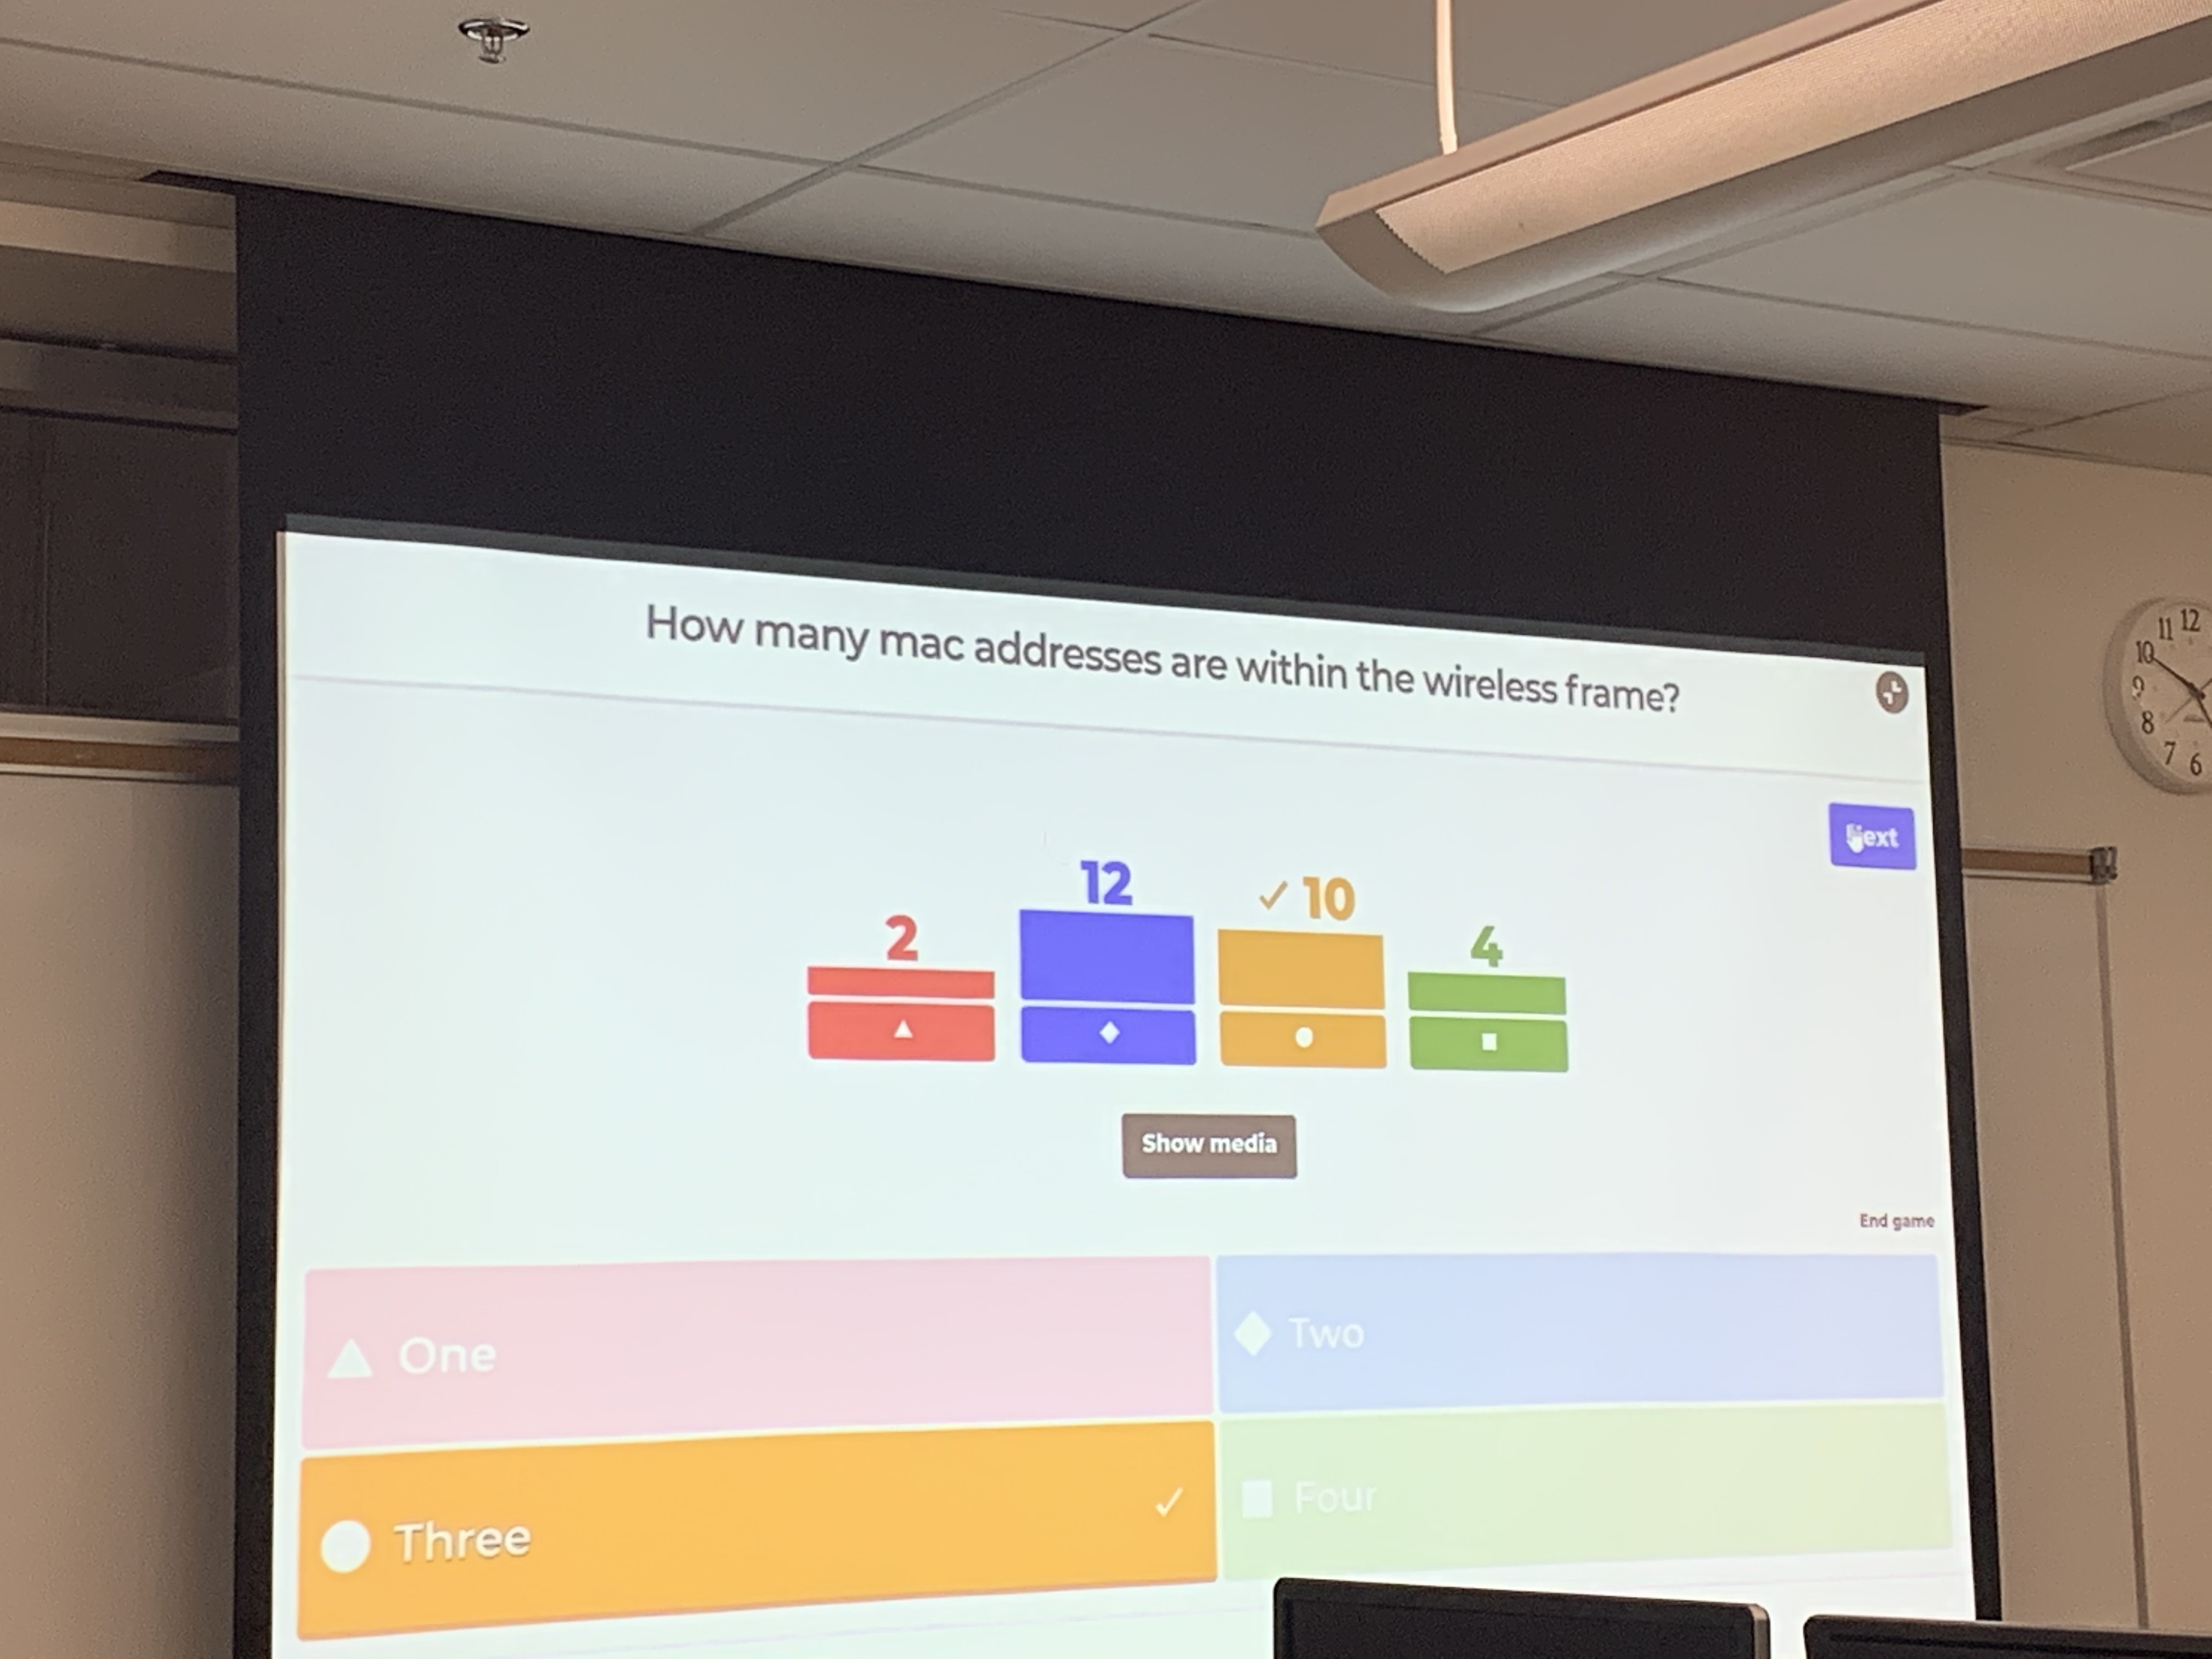 How many mac addresses are within the wireless frame?
11 12
10
9
8
7 6
ext
2
12
✓ 10
4
Show media
End game
One
Two
Three
Four